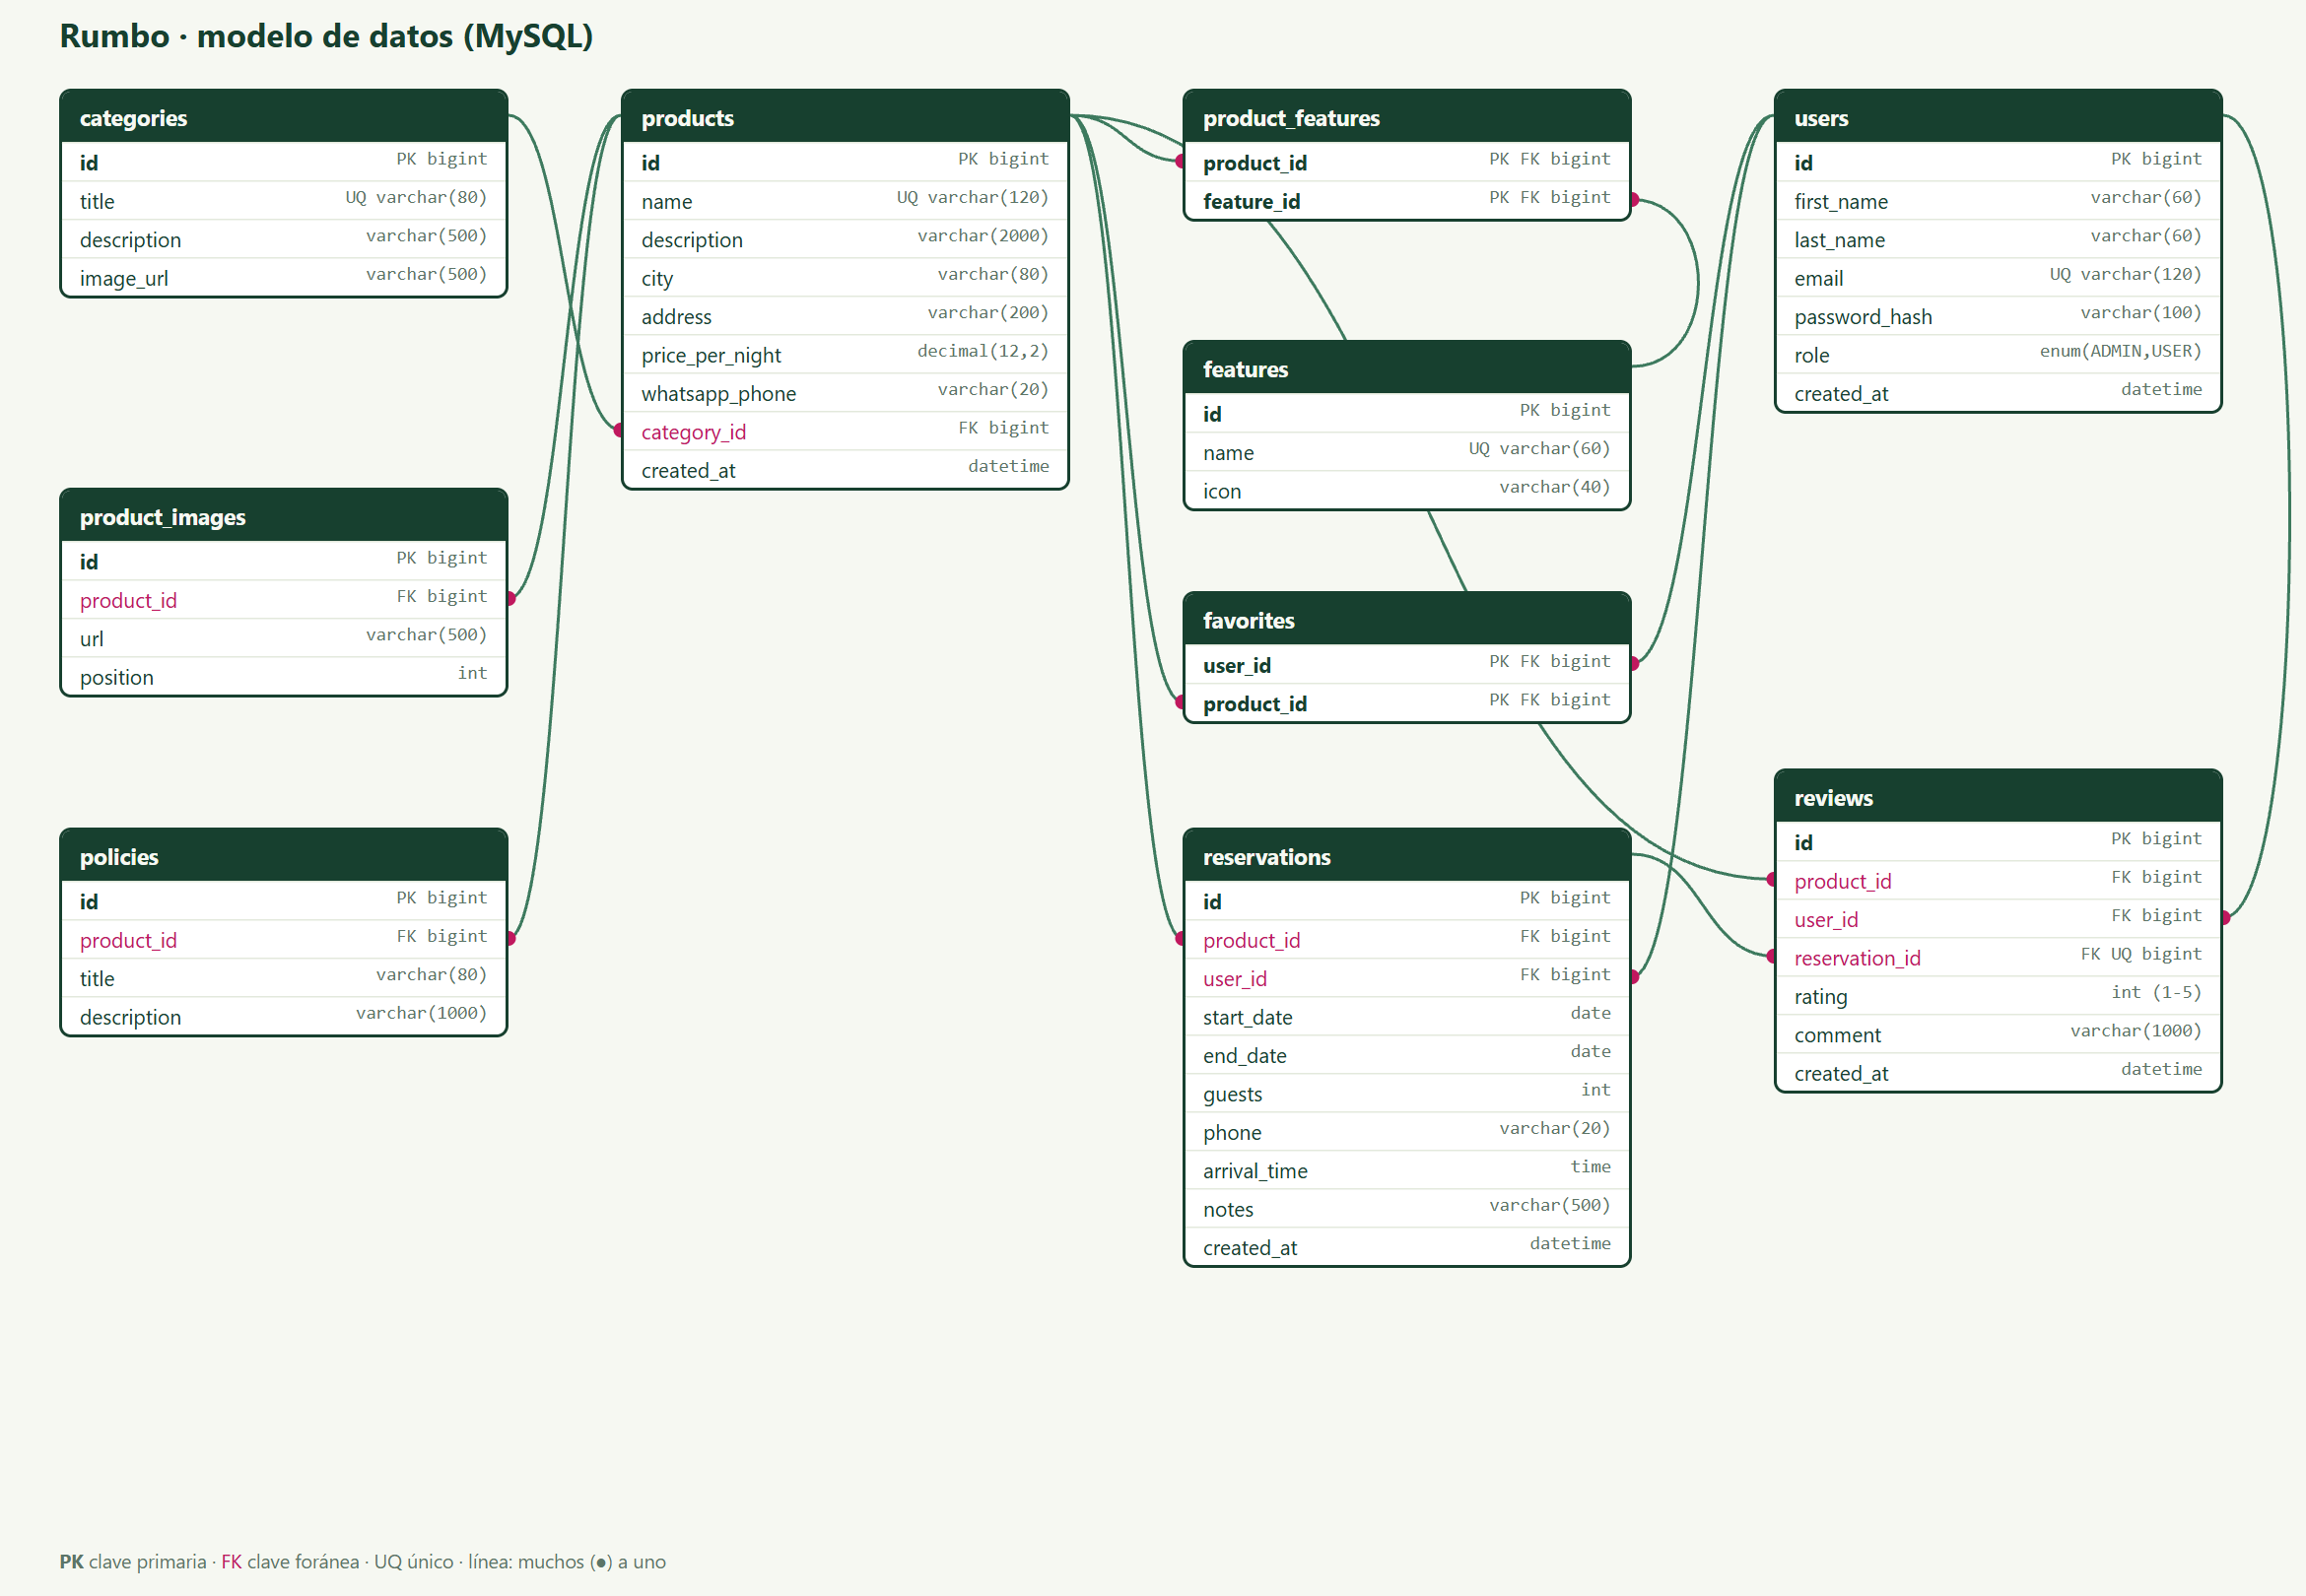 Rumbo · modelo de datos (MySQL)
categories
id PK bigint
title UQ varchar(80)
description varchar(500)
image_url varchar(500)
product_images
id PK bigint
product_id FK bigint
url varchar(500)
position int
policies
id PK bigint
product_id FK bigint
title varchar(80)
description varchar(1000)
products
id PK bigint
name UQ varchar(120)
description varchar(2000)
city varchar(80)
address varchar(200)
price_per_night decimal(12,2)
whatsapp_phone varchar(20)
category_id FK bigint
created_at datetime
product_features
product_id PK FK bigint
feature_id PK FK bigint
features
id PK bigint
name UQ varchar(60)
icon varchar(40)
favorites
user_id PK FK bigint
product_id PK FK bigint
reservations
id PK bigint
product_id FK bigint
user_id FK bigint
start_date date
end_date date
guests int
phone varchar(20)
arrival_time time
notes varchar(500)
created_at datetime
users
id PK bigint
first_name varchar(60)
last_name varchar(60)
email UQ varchar(120)
password_hash varchar(100)
role enum(ADMIN,USER)
created_at datetime
reviews
id PK bigint
product_id FK bigint
user_id FK bigint
reservation_id FK UQ bigint
rating int (1-5)
comment varchar(1000)
created_at datetime
PK clave primaria · FK clave foránea · UQ único · línea: muchos (●) a uno